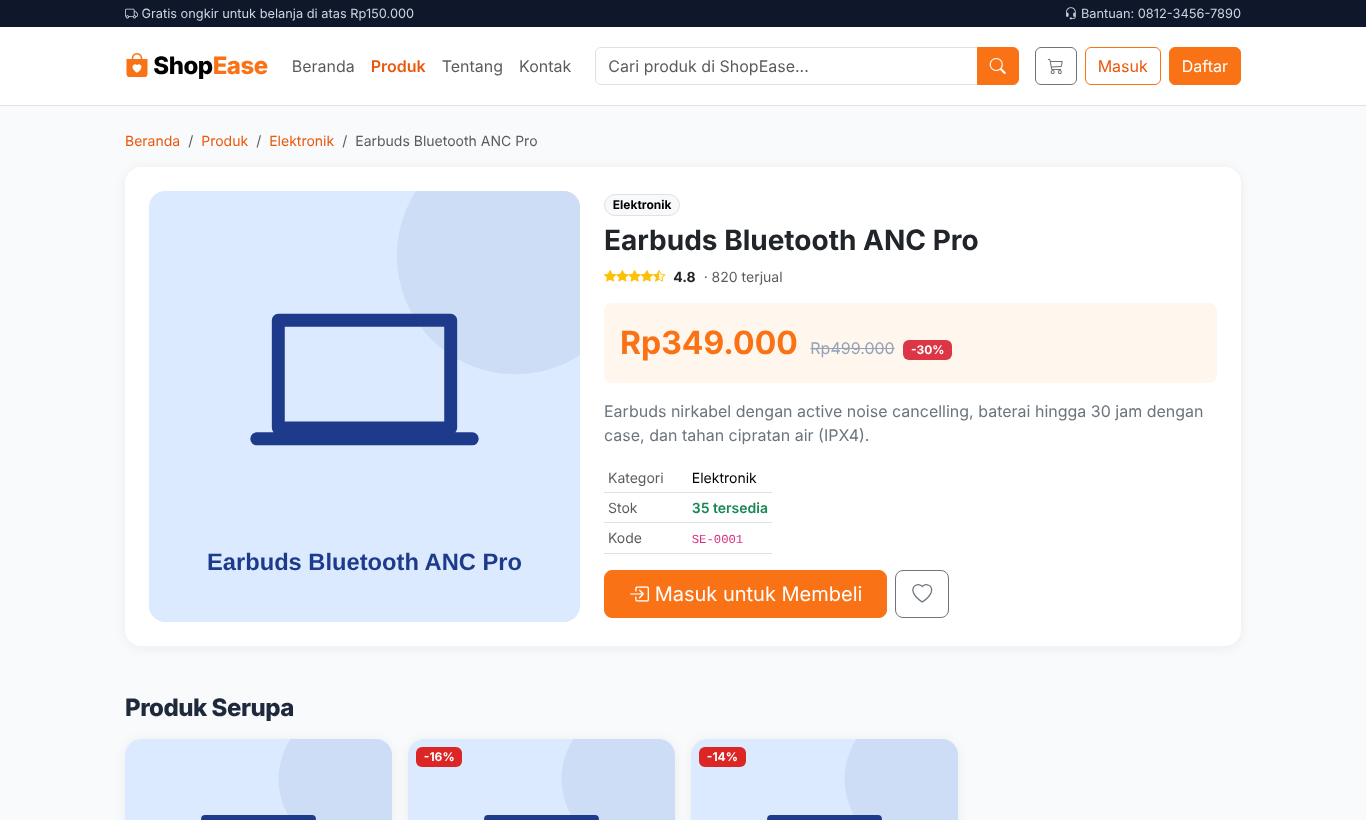 Gratis ongkir untuk belanja di atas Rp150.000
Bantuan: 0812-3456-7890
ShopEase
Beranda
Produk
Tentang
Kontak
Cari produk di ShopEase...
Masuk
Daftar
Beranda / Produk / Elektronik / Earbuds Bluetooth ANC Pro
Earbuds Bluetooth ANC Pro
Elektronik
Earbuds Bluetooth ANC Pro
4.8 · 820 terjual
Rp349.000 Rp499.000 -30%
Earbuds nirkabel dengan active noise cancelling, baterai hingga 30 jam dengan
case, dan tahan cipratan air (IPX4).
Kategori Elektronik
Stok 35 tersedia
Kode SE-0001
Masuk untuk Membeli
Produk Serupa
-16%
-14%